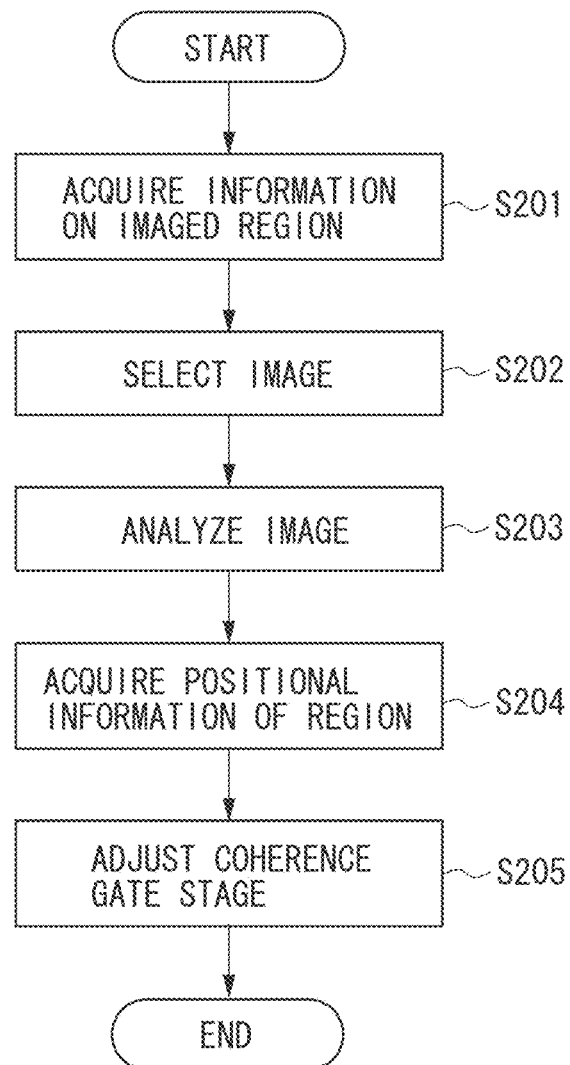 START
ACQUIRE INFORMATION
ON IMAGED REGION
S201
SELECT IMAGE
S202
ANALYZE IMAGE
S203
ACQUIRE POSITIONAL
INFORMATION OF REGION
S204
ADJUST COHERENCE
GATE STAGE
S205
END